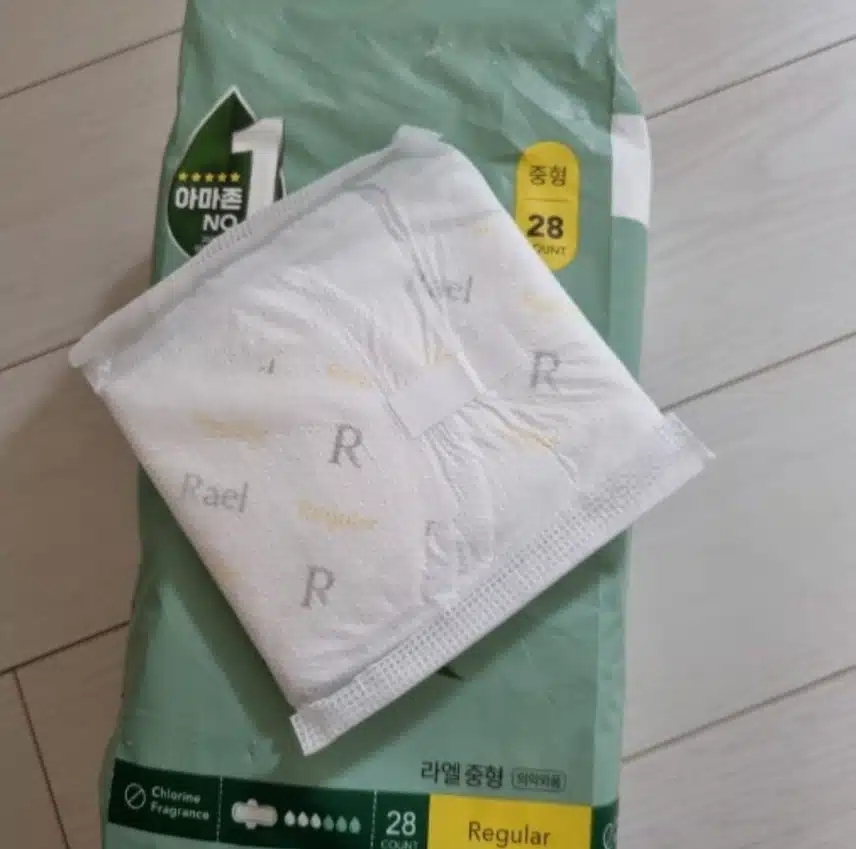 1
아마존
NO
중형
28
COUNT
Rael
R
R
Rael
Regular
R
라엘 중형 의약외품
Chlorine
Fragrance
28
COUNT
Regular